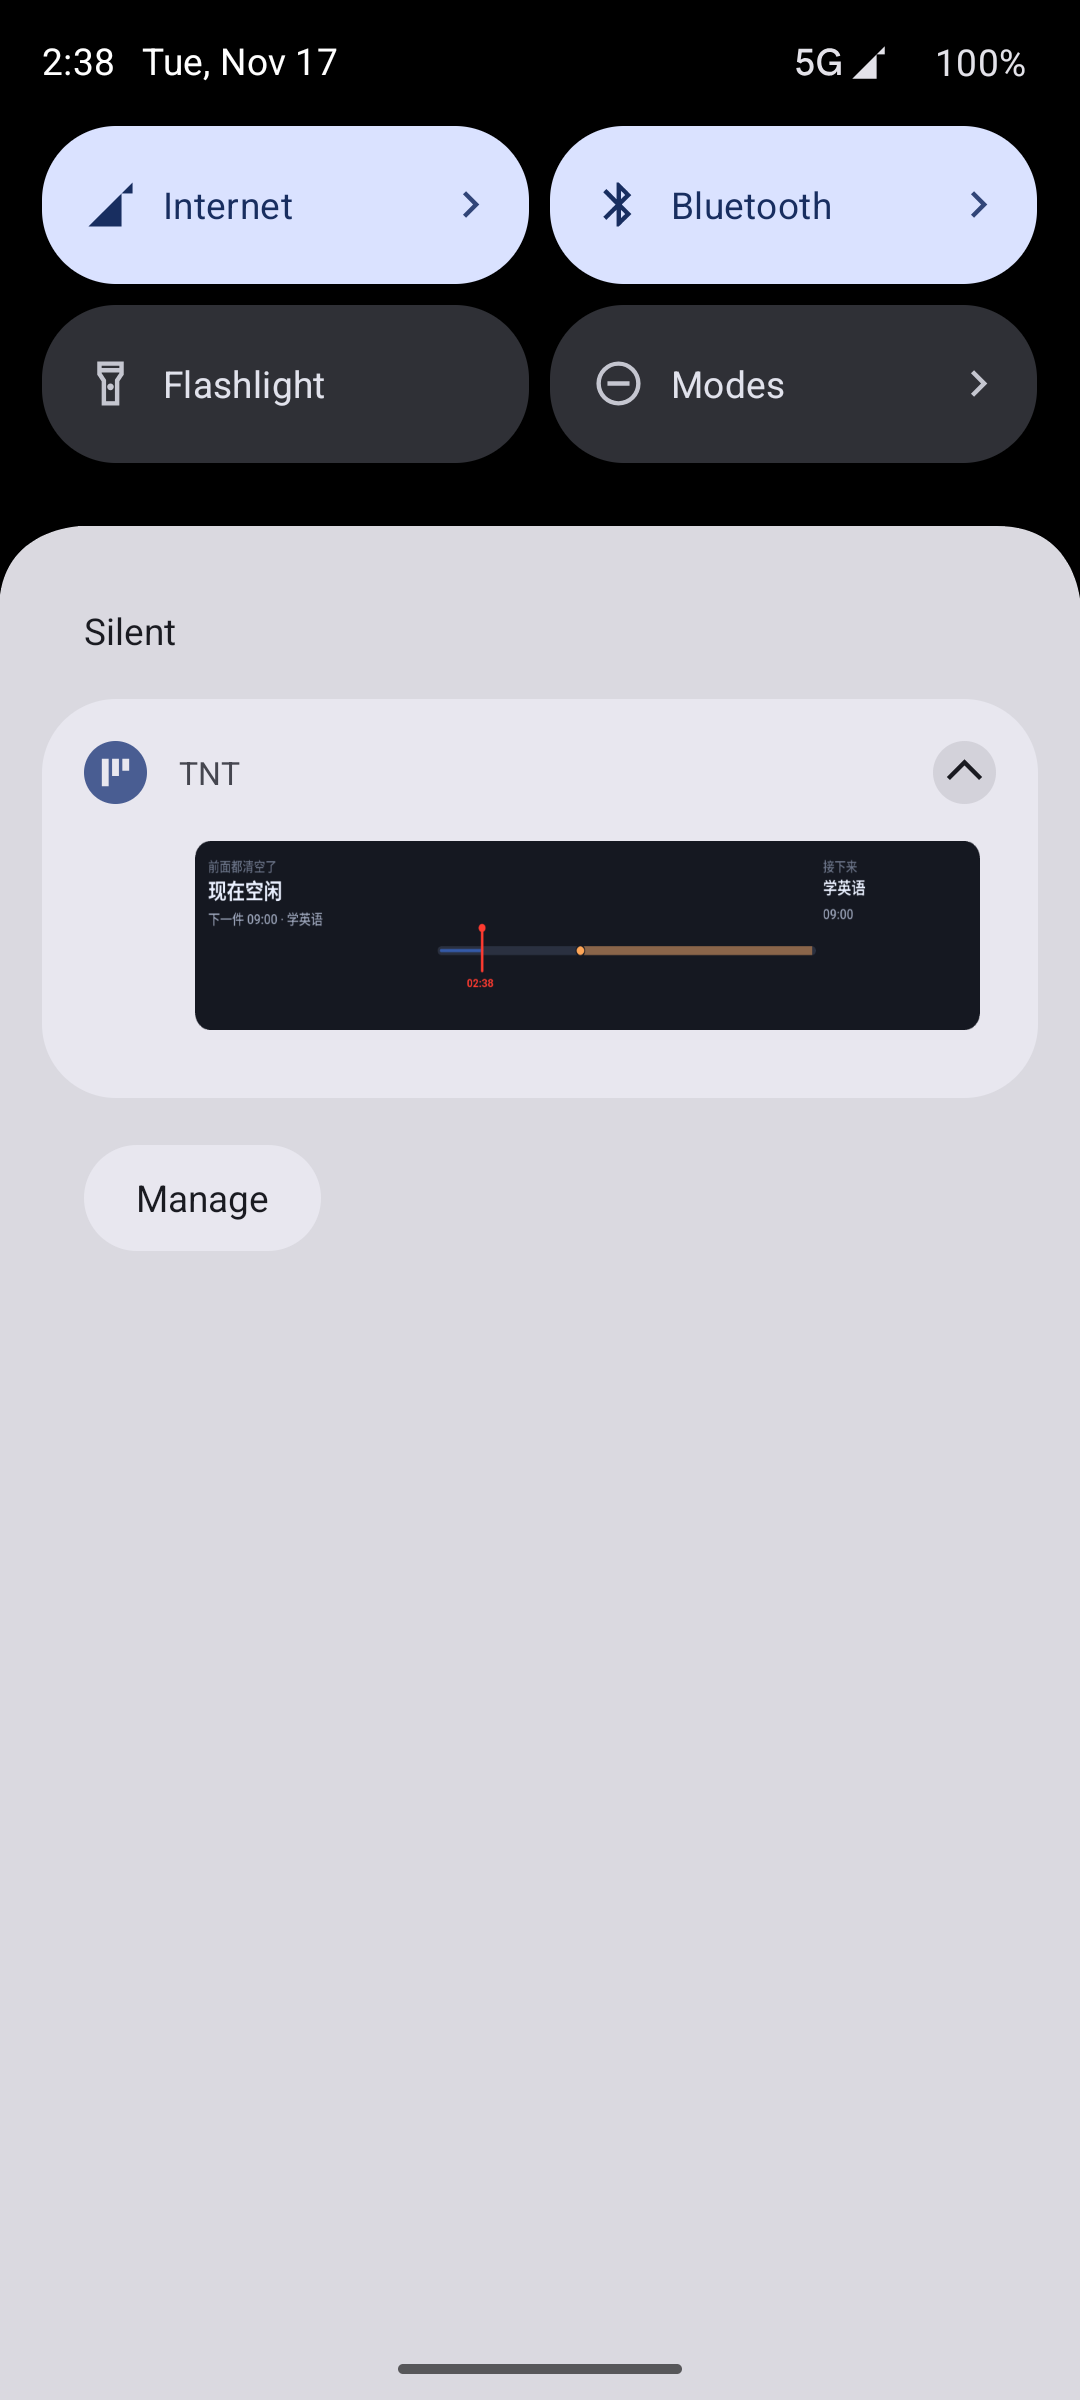 2:38 Tue, Nov 17 5G 100%
Internet
Bluetooth
Flashlight
Modes
Silent
TNT
前面都清空了
现在空闲
下一件 09:00 · 学英语
接下来
学英语
09:00
02:38
Manage